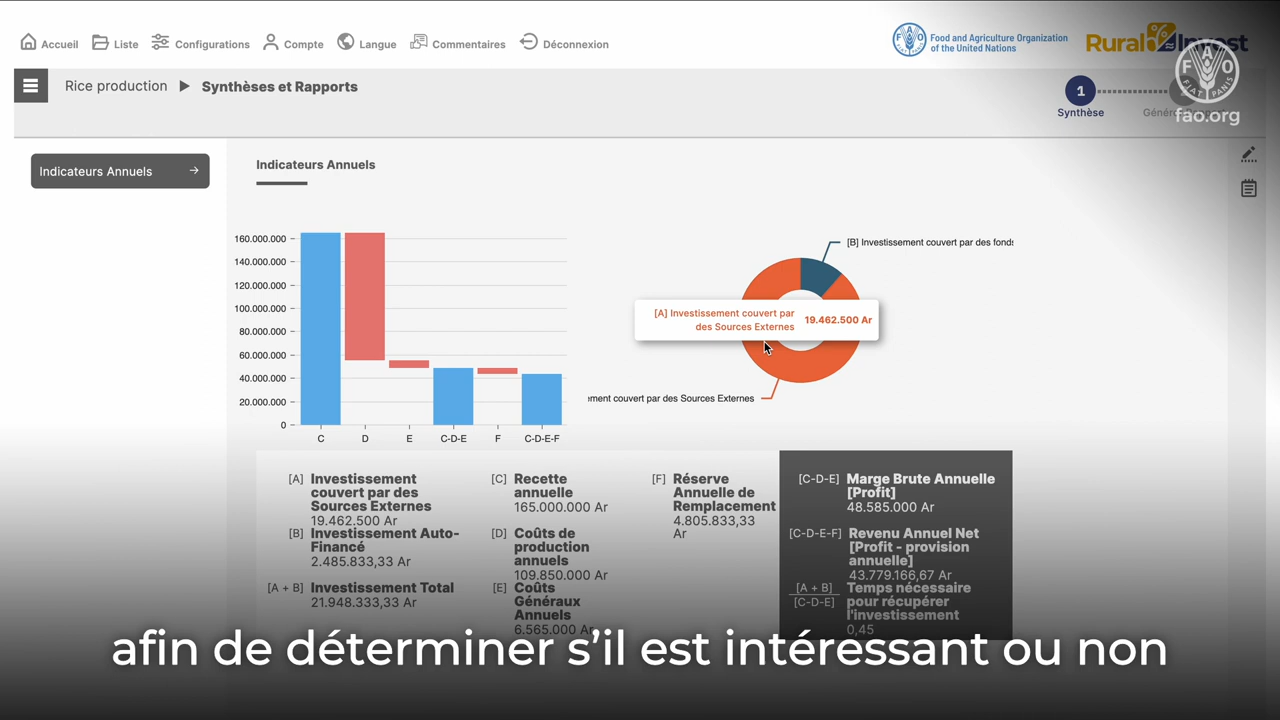 Accueil
Liste
Configurations
Compte
Langue
Commentaires
Déconnexion
Food and Agriculture Organization
of the United Nations
Rural Invest
FAO
FIAT PANIS
fao.org
Rice production
Synthèses et Rapports
1
Synthèse
Indicateurs Annuels
Indicateurs Annuels
160.000.000
140.000.000
120.000.000
100.000.000
80.000.000
60.000.000
40.000.000
20.000.000
0
C
D
E
C-D-E
F
C-D-E-F
[B] Investissement couvert par des fonds
[A] Investissement couvert par
des Sources Externes
19.462.500 Ar
ement couvert par des Sources Externes
[A] Investissement
couvert par des
Sources Externes
19.462.500 Ar
[B] Investissement Auto-
Financé
2.485.833,33 Ar
[A + B] Investissement Total
21.948.333,33 Ar
[C] Recette
annuelle
165.000.000 Ar
[D] Coûts de
production
annuels
109.850.000 Ar
[E] Coûts
Généraux
Annuels
6.565.000 Ar
[F] Réserve
Annuelle de
Remplacement
4.805.833,33
Ar
[C-D-E] Marge Brute Annuelle
[Profit]
48.585.000 Ar
[C-D-E-F] Revenu Annuel Net
[Profit - provision
annuelle]
43.779.166,67 Ar
[A + B]
[C-D-E]
Temps nécessaire
pour récupérer
l'investissement
0,45
afin de déterminer s'il est intéressant ou non